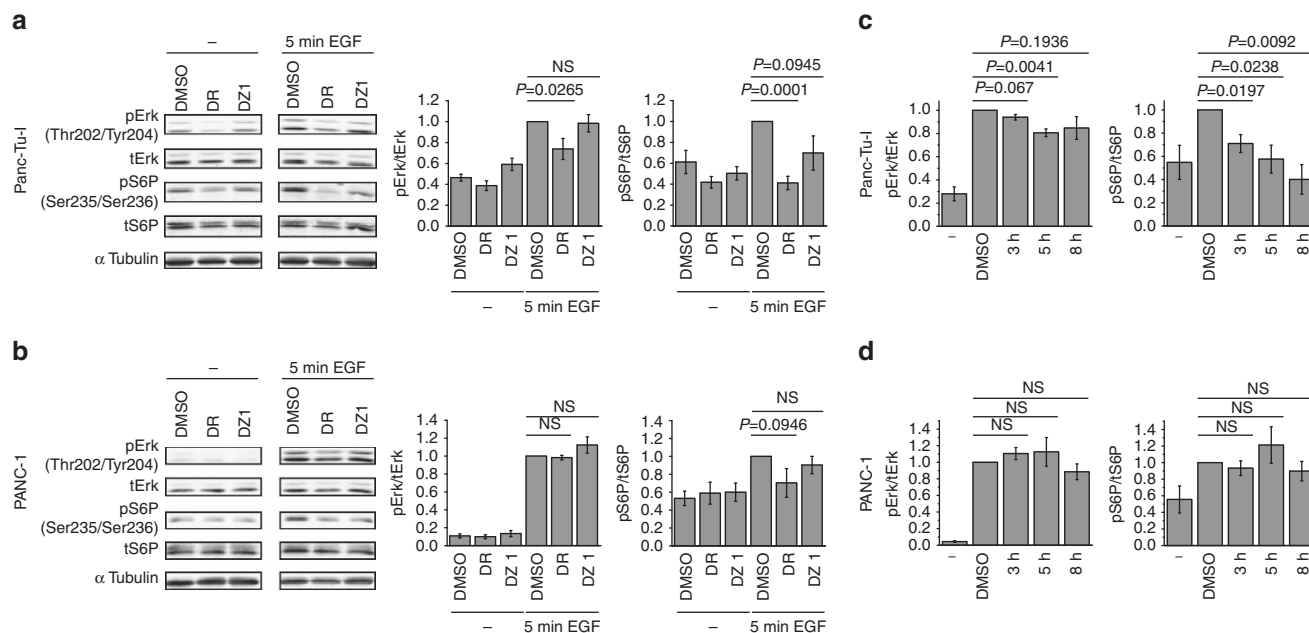 a
–
5 min EGF
DMSO
DR
DZ1
DMSO
DR
DZ1
Panc-Tu-I
pErk
(Thr202/Tyr204)
tErk
pS6P
(Ser235/Ser236)
tS6P
α Tubulin
NS
P=0.0265
pErk/tErk
1.2
1.0
0.8
0.6
0.4
0.2
0.0
DMSO
DR
DZ 1
DMSO
DR
DZ 1
–
5 min EGF
P=0.0945
P=0.0001
pS6P/tS6P
1.2
1.0
0.8
0.6
0.4
0.2
0.0
DMSO
DR
DZ 1
DMSO
DR
DZ 1
–
5 min EGF
c
P=0.1936
P=0.0041
P=0.067
Panc-Tu-I
pErk/tErk
1.0
0.8
0.6
0.4
0.2
0.0
–
DMSO
3 h
5 h
8 h
P=0.0092
P=0.0238
P=0.0197
pS6P/tS6P
1.0
0.8
0.6
0.4
0.2
0.0
–
DMSO
3 h
5 h
8 h
b
–
5 min EGF
DMSO
DR
DZ1
DMSO
DR
DZ1
PANC-1
pErk
(Thr202/Tyr204)
tErk
pS6P
(Ser235/Ser236)
tS6P
α Tubulin
NS
NS
pErk/tErk
1.4
1.2
1.0
0.8
0.6
0.4
0.2
0.0
DMSO
DR
DZ 1
DMSO
DR
DZ 1
–
5 min EGF
NS
P=0.0946
pS6P/tS6P
1.4
1.2
1.0
0.8
0.6
0.4
0.2
0.0
DMSO
DR
DZ 1
DMSO
DR
DZ 1
–
5 min EGF
d
NS
NS
NS
PANC-1
pErk/tErk
1.4
1.2
1.0
0.8
0.6
0.4
0.2
0.0
–
DMSO
3 h
5 h
8 h
NS
NS
NS
pS6P/tS6P
1.4
1.2
1.0
0.8
0.6
0.4
0.2
0.0
–
DMSO
3 h
5 h
8 h